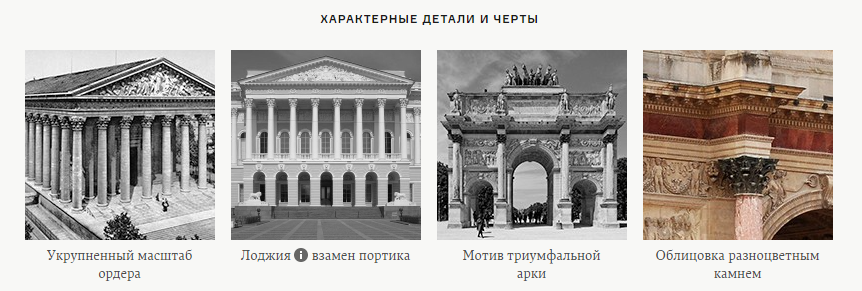 ХАРАКТЕРНЫЕ ДЕТАЛИ И ЧЕРТЫ
Укрупненный масштаб
ордера
Лоджия i взамен портика
Мотив триумфальной
арки
Облицовка разноцветным
камнем